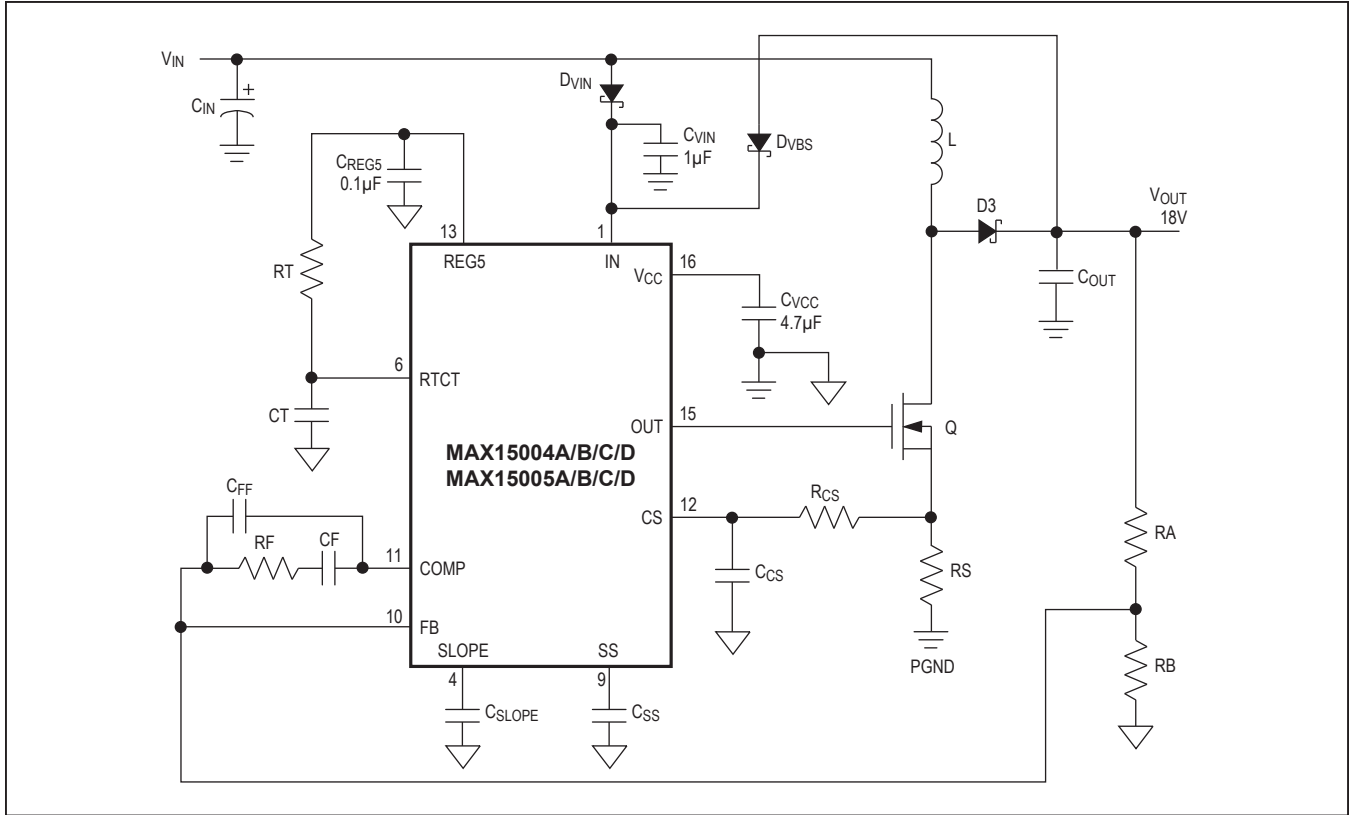 VIN
CIN
+
DVIN
CVIN
1µF
DVBS
L
CREG5
0.1µF
D3
VOUT
18V
13
1
REG5
IN
16
VCC
RT
COUT
CVCC
4.7µF
6
RTCT
CT
15
OUT
Q
MAX15004A/B/C/D
MAX15005A/B/C/D
CFF
12
CS
RCS
RF
CF
11
COMP
RA
CCS
RS
10
FB
SLOPE
SS
PGND
RB
4
9
CSLOPE
CSS